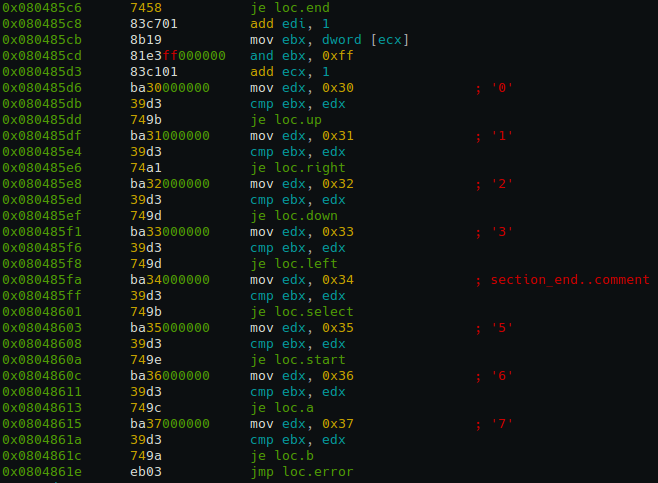 0x080485c6 7458 je loc.end
0x080485c8 83c701 add edi, 1
0x080485cb 8b19 mov ebx, dword [ecx]
0x080485cd 81e3ff000000 and ebx, 0xff
0x080485d3 83c101 add ecx, 1
0x080485d6 ba30000000 mov edx, 0x30 ; '0'
0x080485db 39d3 cmp ebx, edx
0x080485dd 749b je loc.up
0x080485df ba31000000 mov edx, 0x31 ; '1'
0x080485e4 39d3 cmp ebx, edx
0x080485e6 74a1 je loc.right
0x080485e8 ba32000000 mov edx, 0x32 ; '2'
0x080485ed 39d3 cmp ebx, edx
0x080485ef 749d je loc.down
0x080485f1 ba33000000 mov edx, 0x33 ; '3'
0x080485f6 39d3 cmp ebx, edx
0x080485f8 749d je loc.left
0x080485fa ba34000000 mov edx, 0x34 ; section_end..comment
0x080485ff 39d3 cmp ebx, edx
0x08048601 749b je loc.select
0x08048603 ba35000000 mov edx, 0x35 ; '5'
0x08048608 39d3 cmp ebx, edx
0x0804860a 749e je loc.start
0x0804860c ba36000000 mov edx, 0x36 ; '6'
0x08048611 39d3 cmp ebx, edx
0x08048613 749c je loc.a
0x08048615 ba37000000 mov edx, 0x37 ; '7'
0x0804861a 39d3 cmp ebx, edx
0x0804861c 749a je loc.b
0x0804861e eb03 jmp loc.error